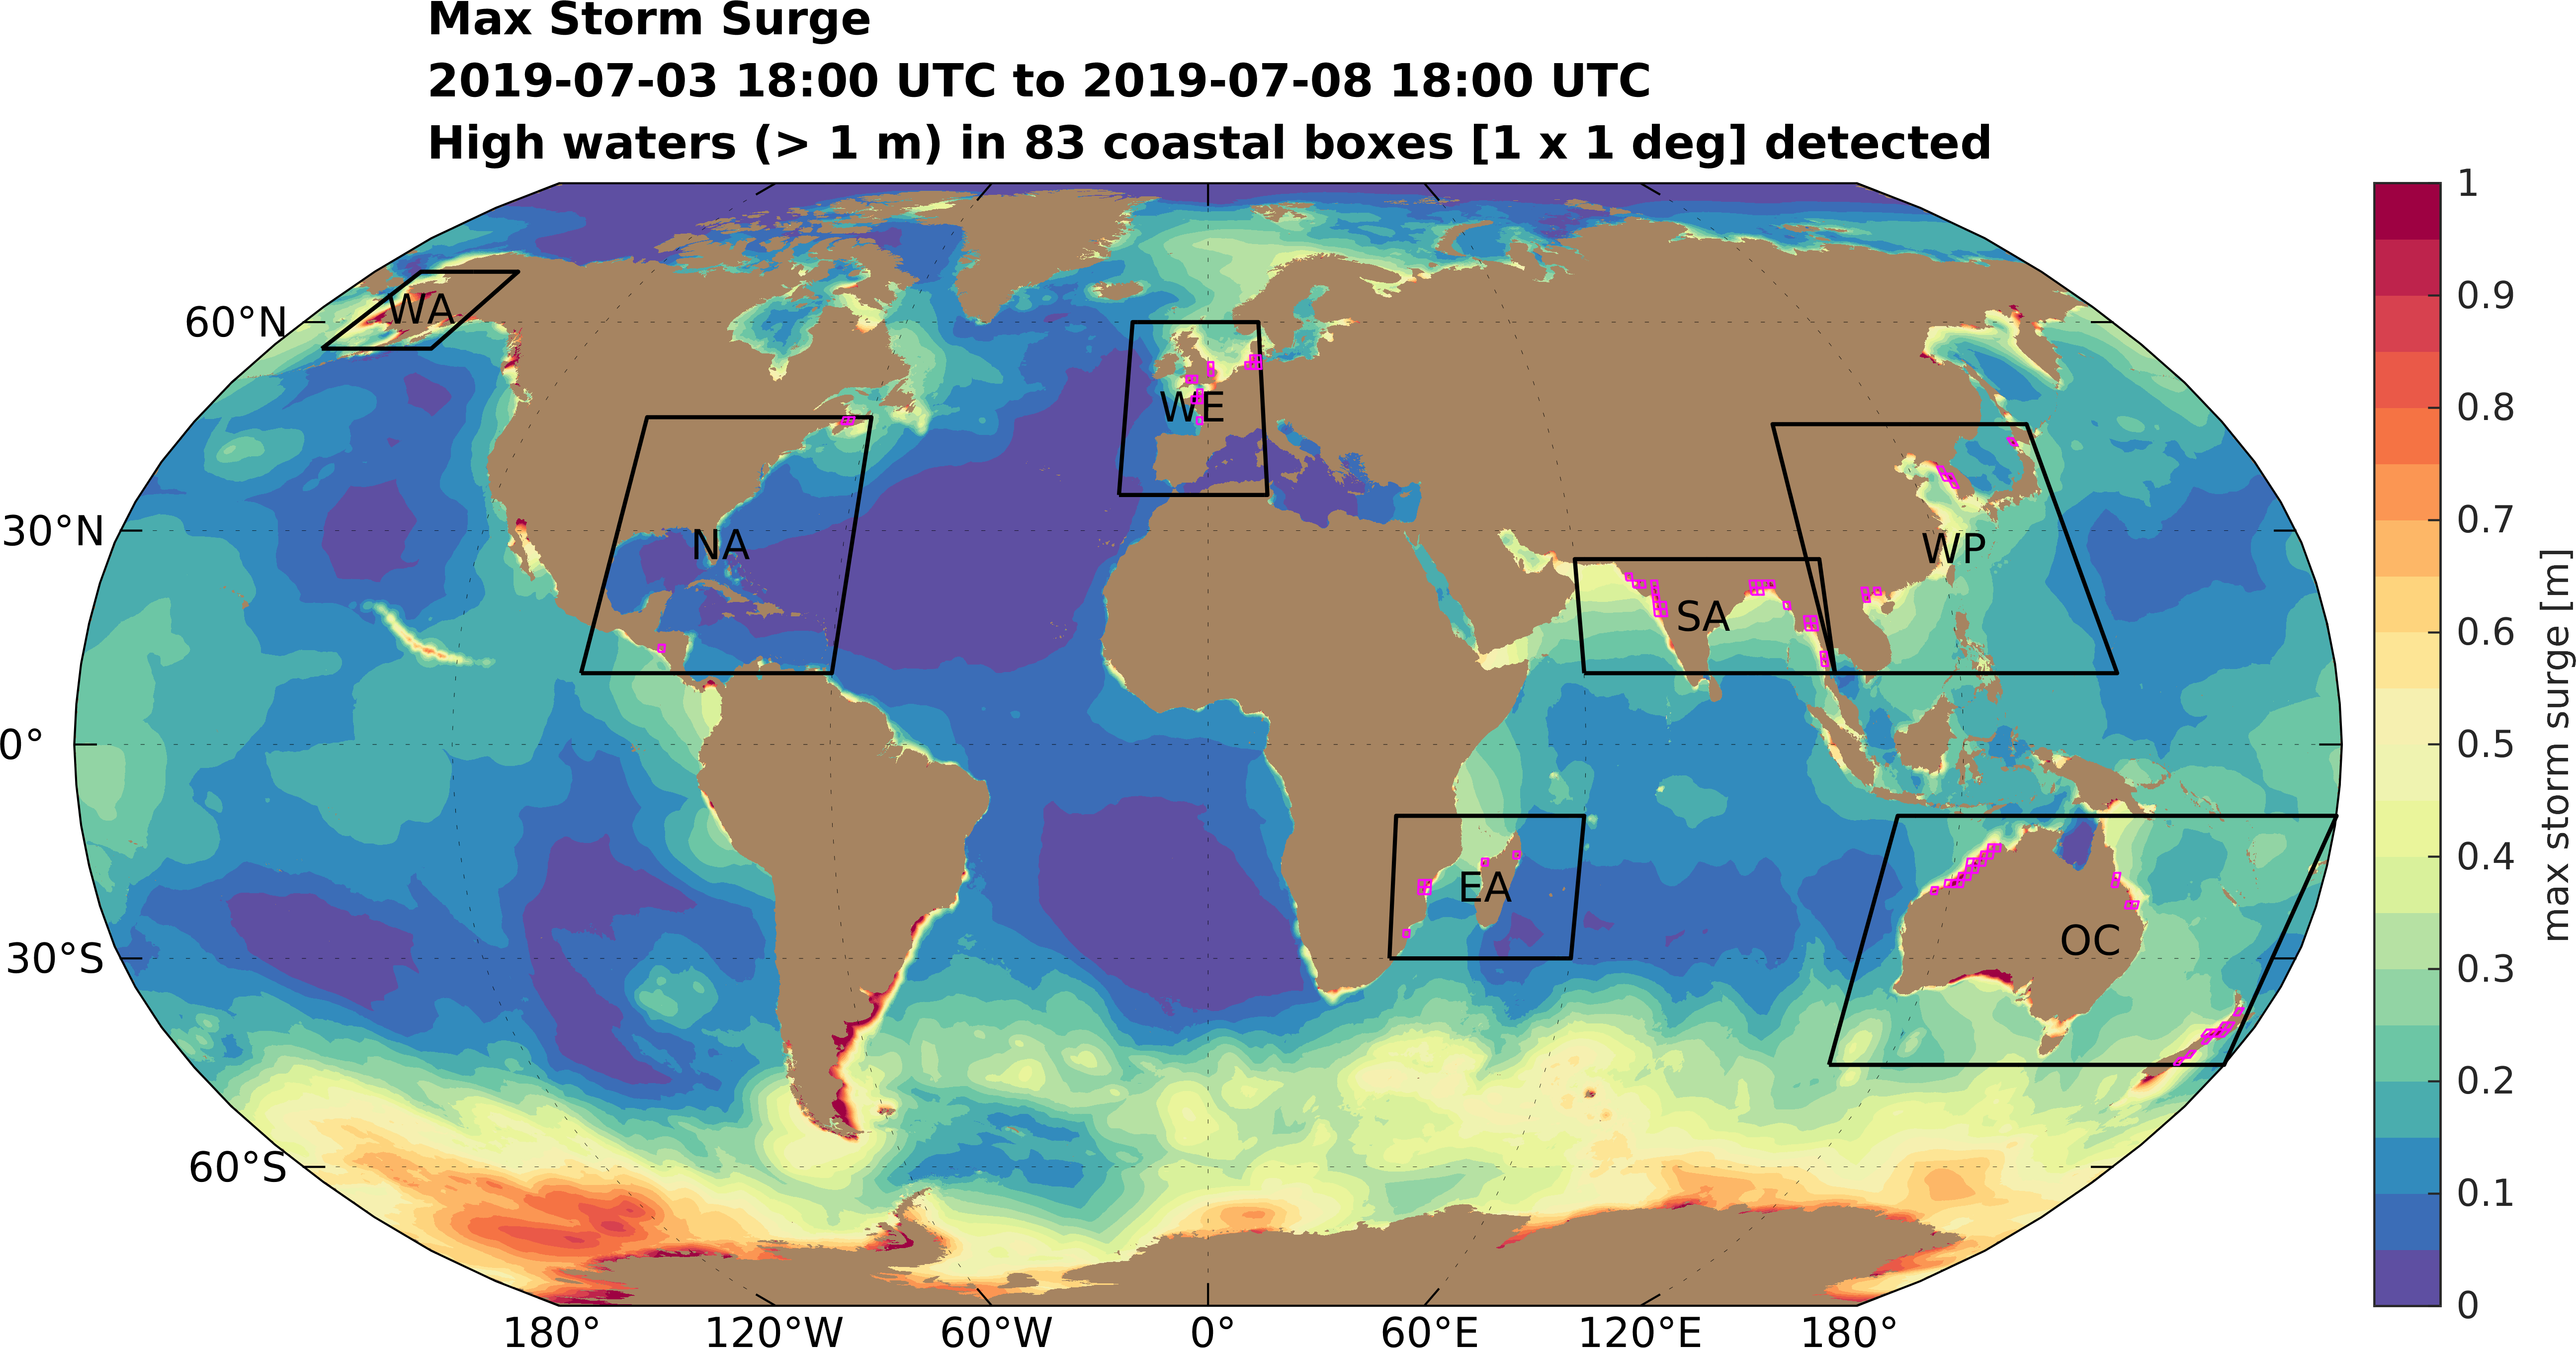 Max Storm Surge
2019-07-03 18:00 UTC to 2019-07-08 18:00 UTC
High waters (> 1 m) in 83 coastal boxes [1 x 1 deg] detected
60°N
30°N
0°
30°S
60°S
WA
NA
WE
SA
WP
EA
OC
180°
120°W
60°W
0°
60°E
120°E
180°
1
0.9
0.8
0.7
0.6
0.5
0.4
0.3
0.2
0.1
0
max storm surge [m]